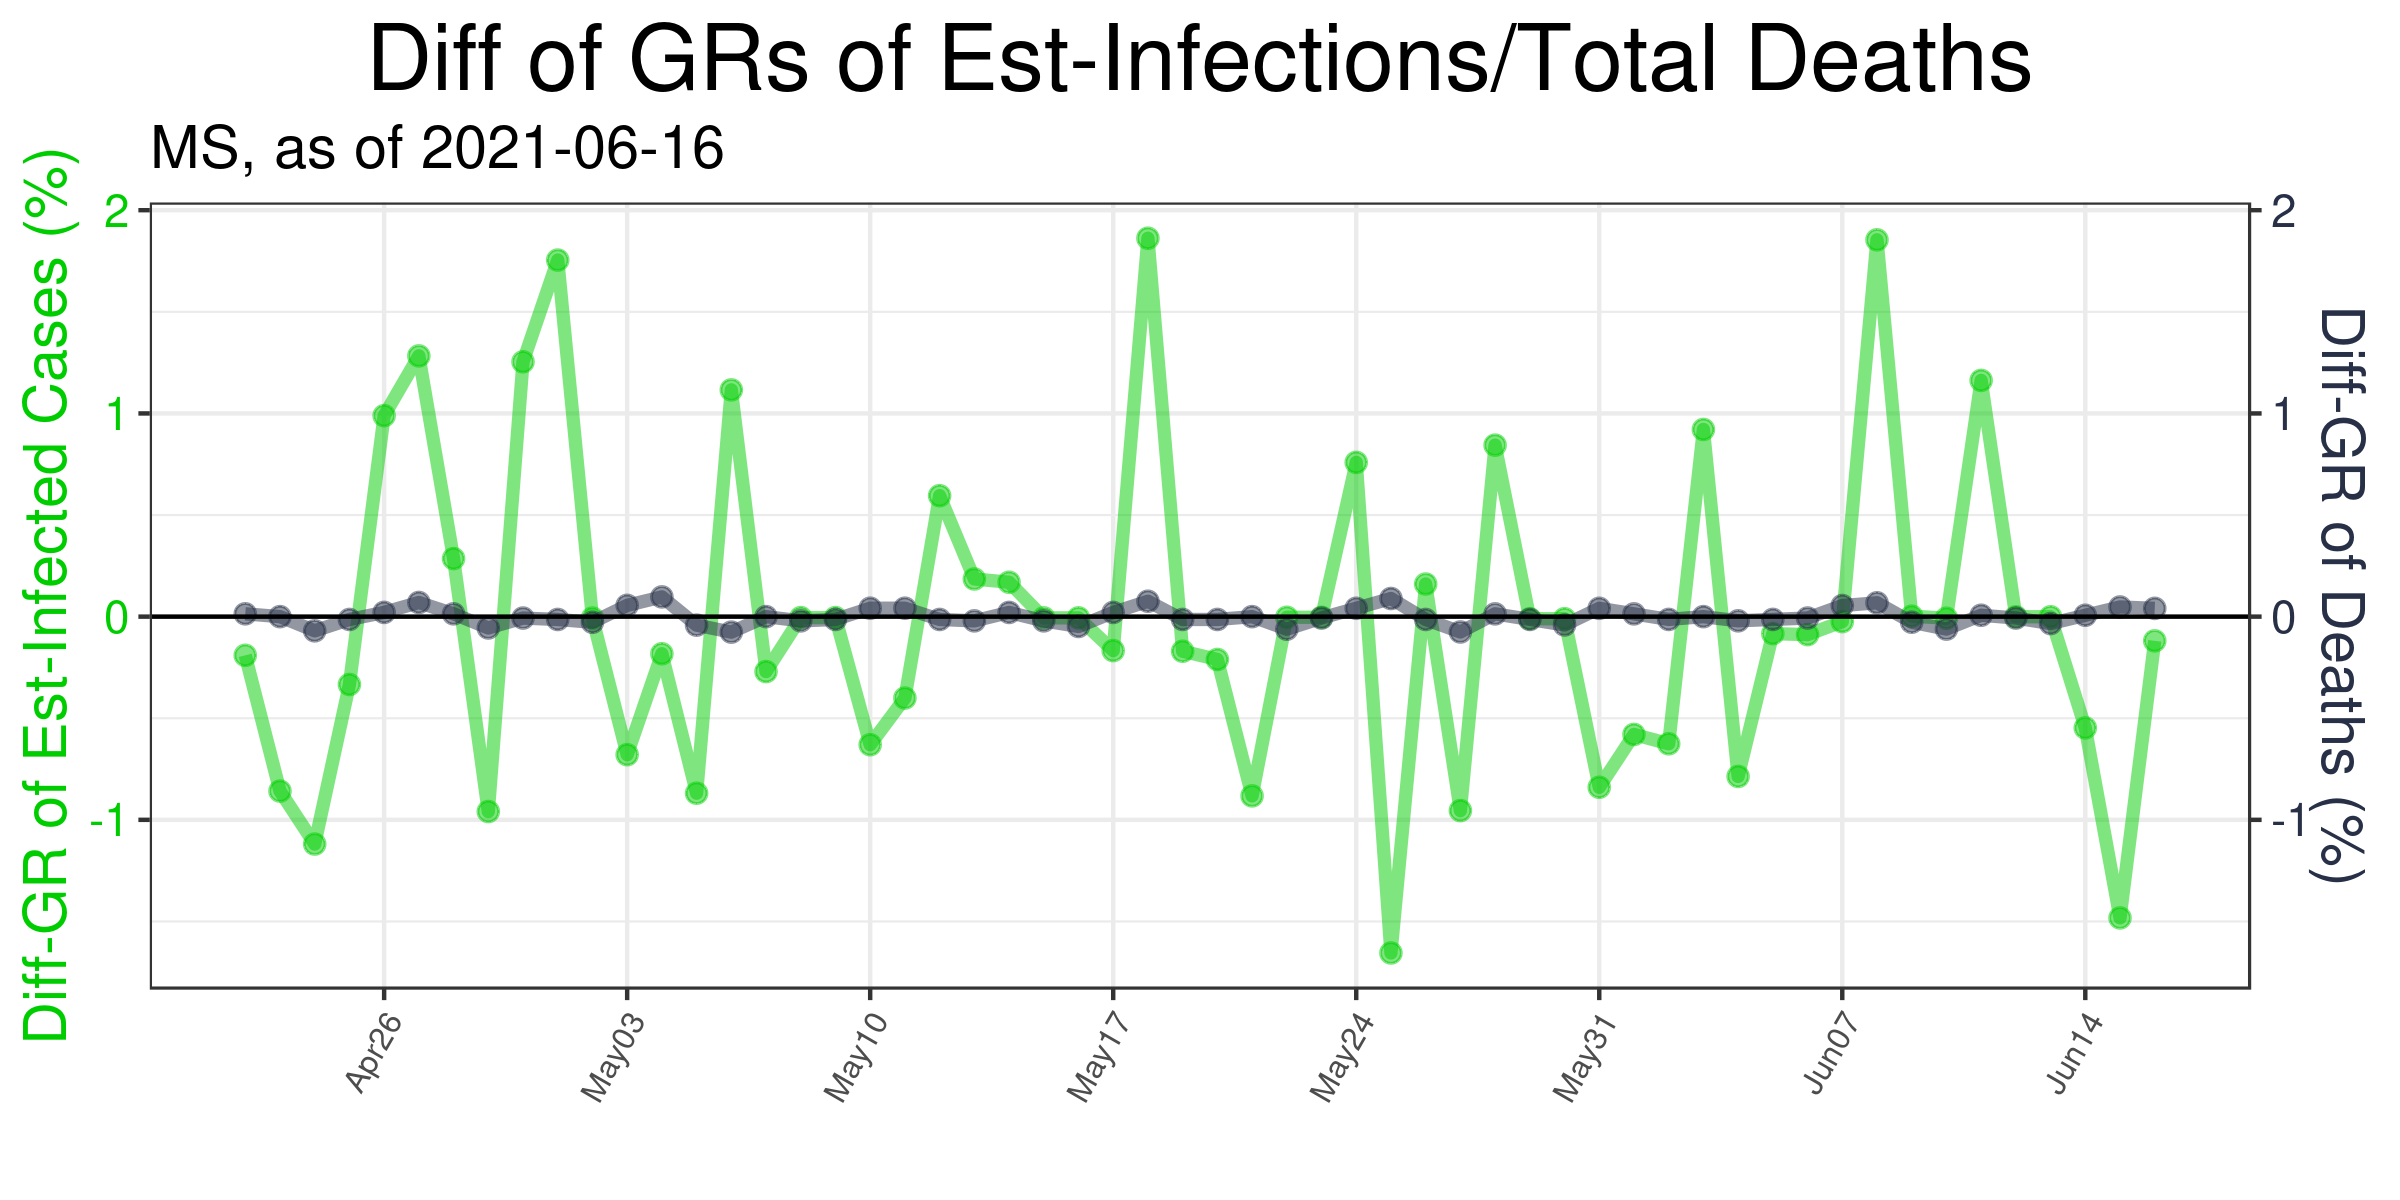 Diff of GRs of Est-Infections/Total Deaths
MS, as of 2021-06-16
Diff-GR of Est-Infected Cases (%)
2
1
0
-1
2
1
0
-1
Diff-GR of Deaths (%)
Apr26
May03
May10
May17
May24
May31
Jun07
Jun14